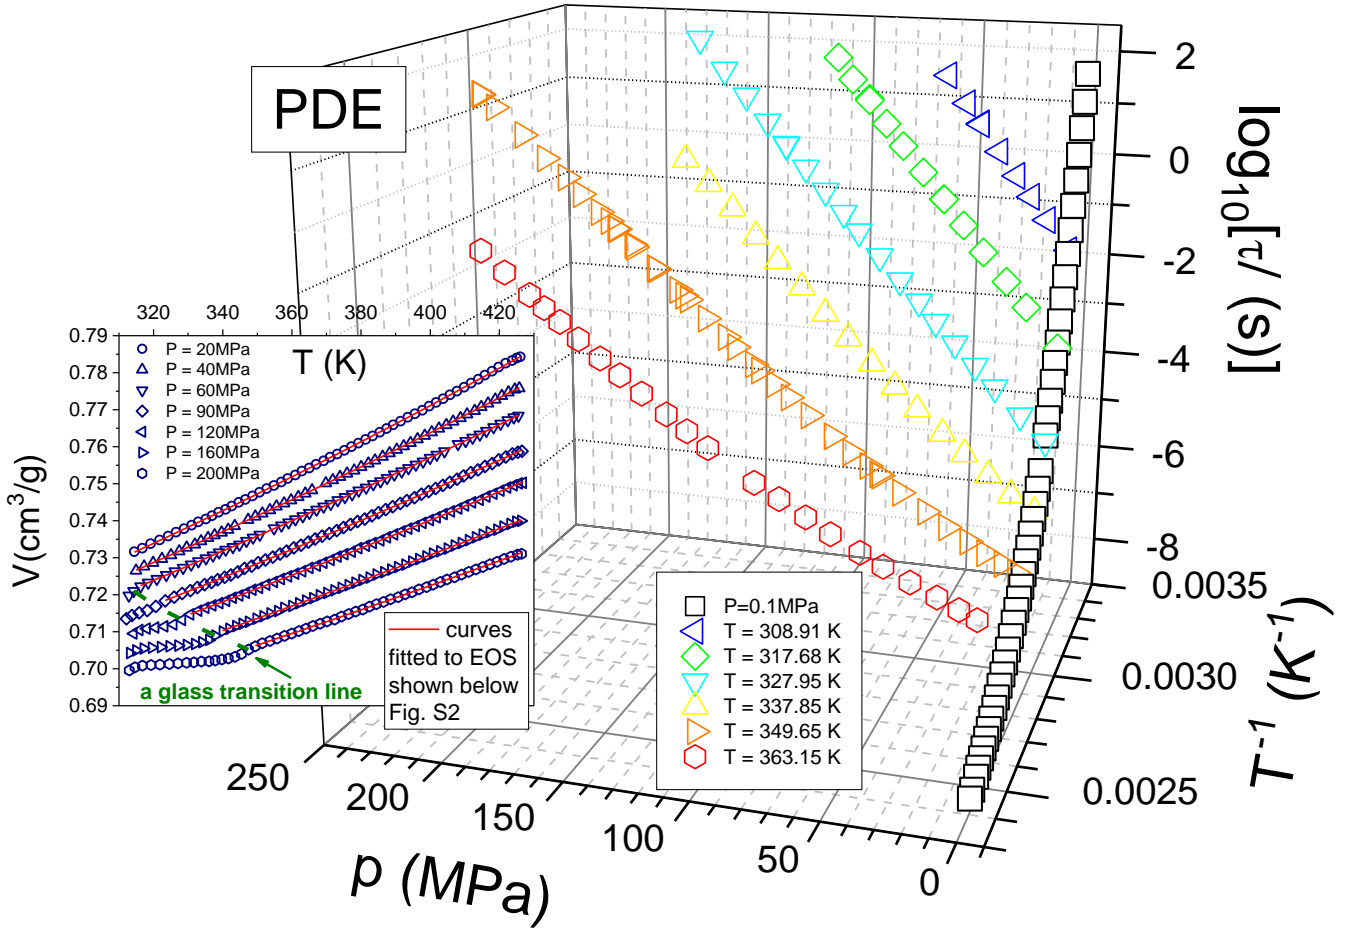 PDE
2
0
-2
-4
-6
-8
log10[τ / (s)]
0.0035
0.0030
0.0025
T-1 (K-1)
250
200
150
100
50
0
p (MPa)
P=0.1MPa
T = 308.91 K
T = 317.68 K
T = 327.95 K
T = 337.85 K
T = 349.65 K
T = 363.15 K
320 340 360 380 400 420
T (K)
0.79
0.78
0.77
0.76
0.75
0.74
0.73
0.72
0.71
0.70
0.69
V(cm3/g)
P = 20MPa
P = 40MPa
P = 60MPa
P = 90MPa
P = 120MPa
P = 160MPa
P = 200MPa
curves
fitted to EOS
shown below
Fig. S2
a glass transition line